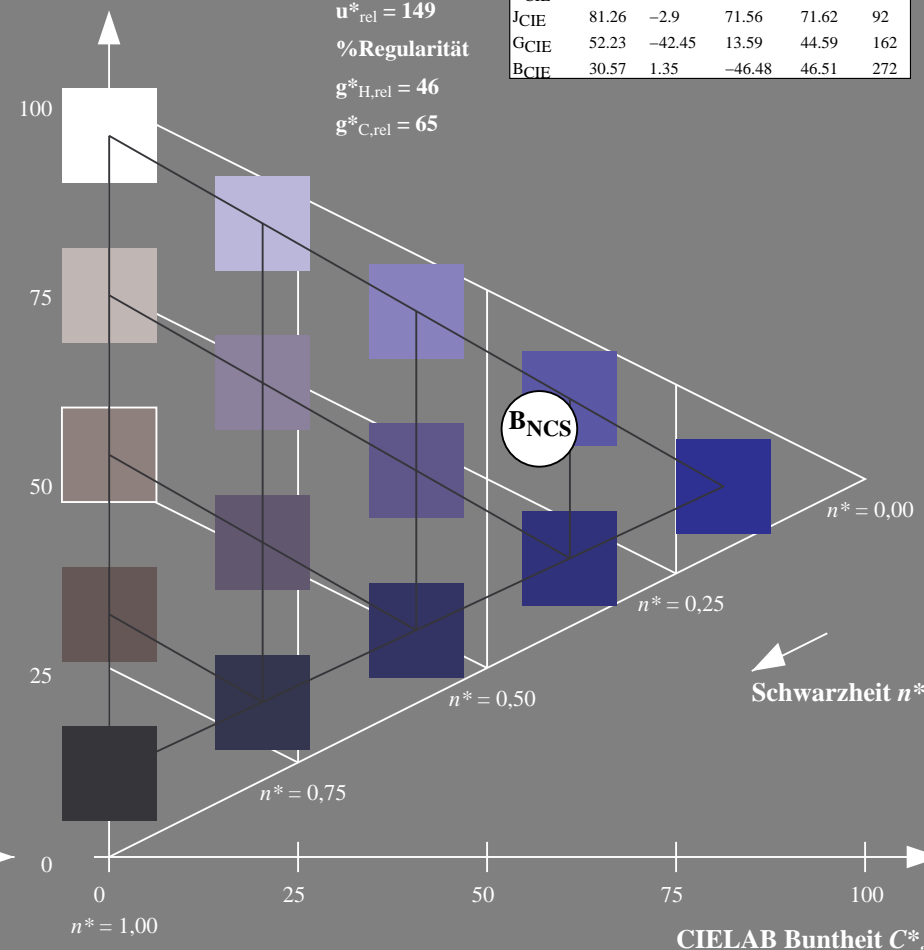 u*rel = 149
%Regularität
g*H,rel = 46
g*C,rel = 65
CIE
JCIE 81.26 −2.9 71.56 71.62 92
GCIE 52.23 −42.45 13.59 44.59 162
BCIE 30.57 1.35 −46.48 46.51 272
100
75
BNCS
50
n* = 0,00
n* = 0,25
25
Schwarzheit n*
n* = 0,50
n* = 0,75
0
0 25 50 75 100
n* = 1,00
CIELAB Buntheit C*